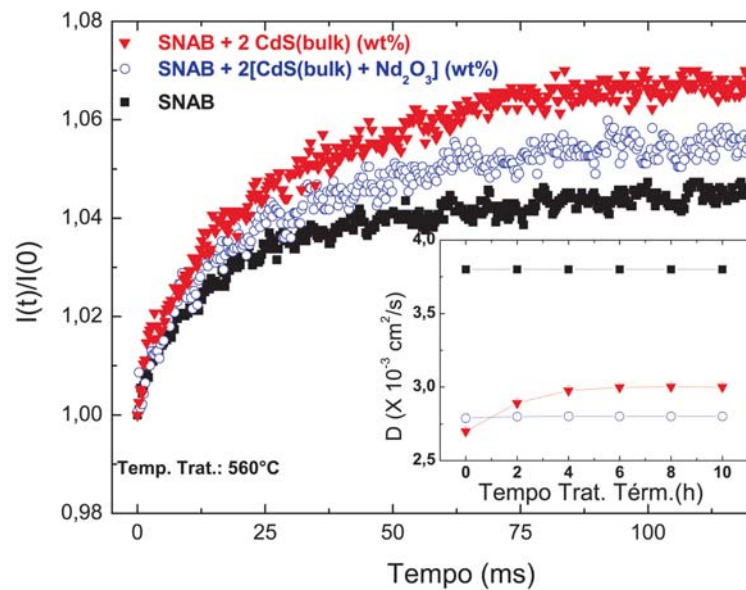 1,08
SNAB + 2 CdS(bulk) (wt%)
SNAB + 2[CdS(bulk) + Nd₂O₃] (wt%)
SNAB
1,06
1,04
1,02
1,00
0,98
I(t)/I(0)
Temp. Trat.: 560°C
0
25
50
75
100
Tempo (ms)
4,0
3,5
3,0
2,5
D (X 10⁻³ cm²/s)
0
2
4
6
8
10
Tempo Trat. Térm.(h)